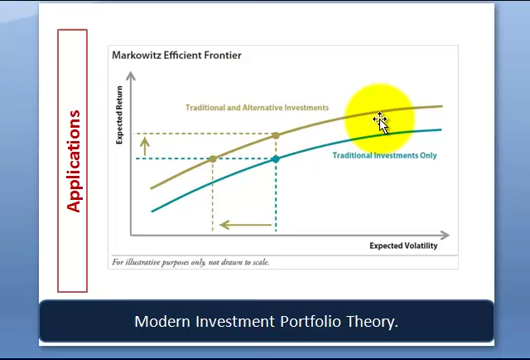 Applications
Markowitz Efficient Frontier
Expected Return
Traditional and Alternative Investments
Traditional Investments Only
Expected Volatility
For illustrative purposes only, not drawn to scale.
Modern Investment Portfolio Theory.